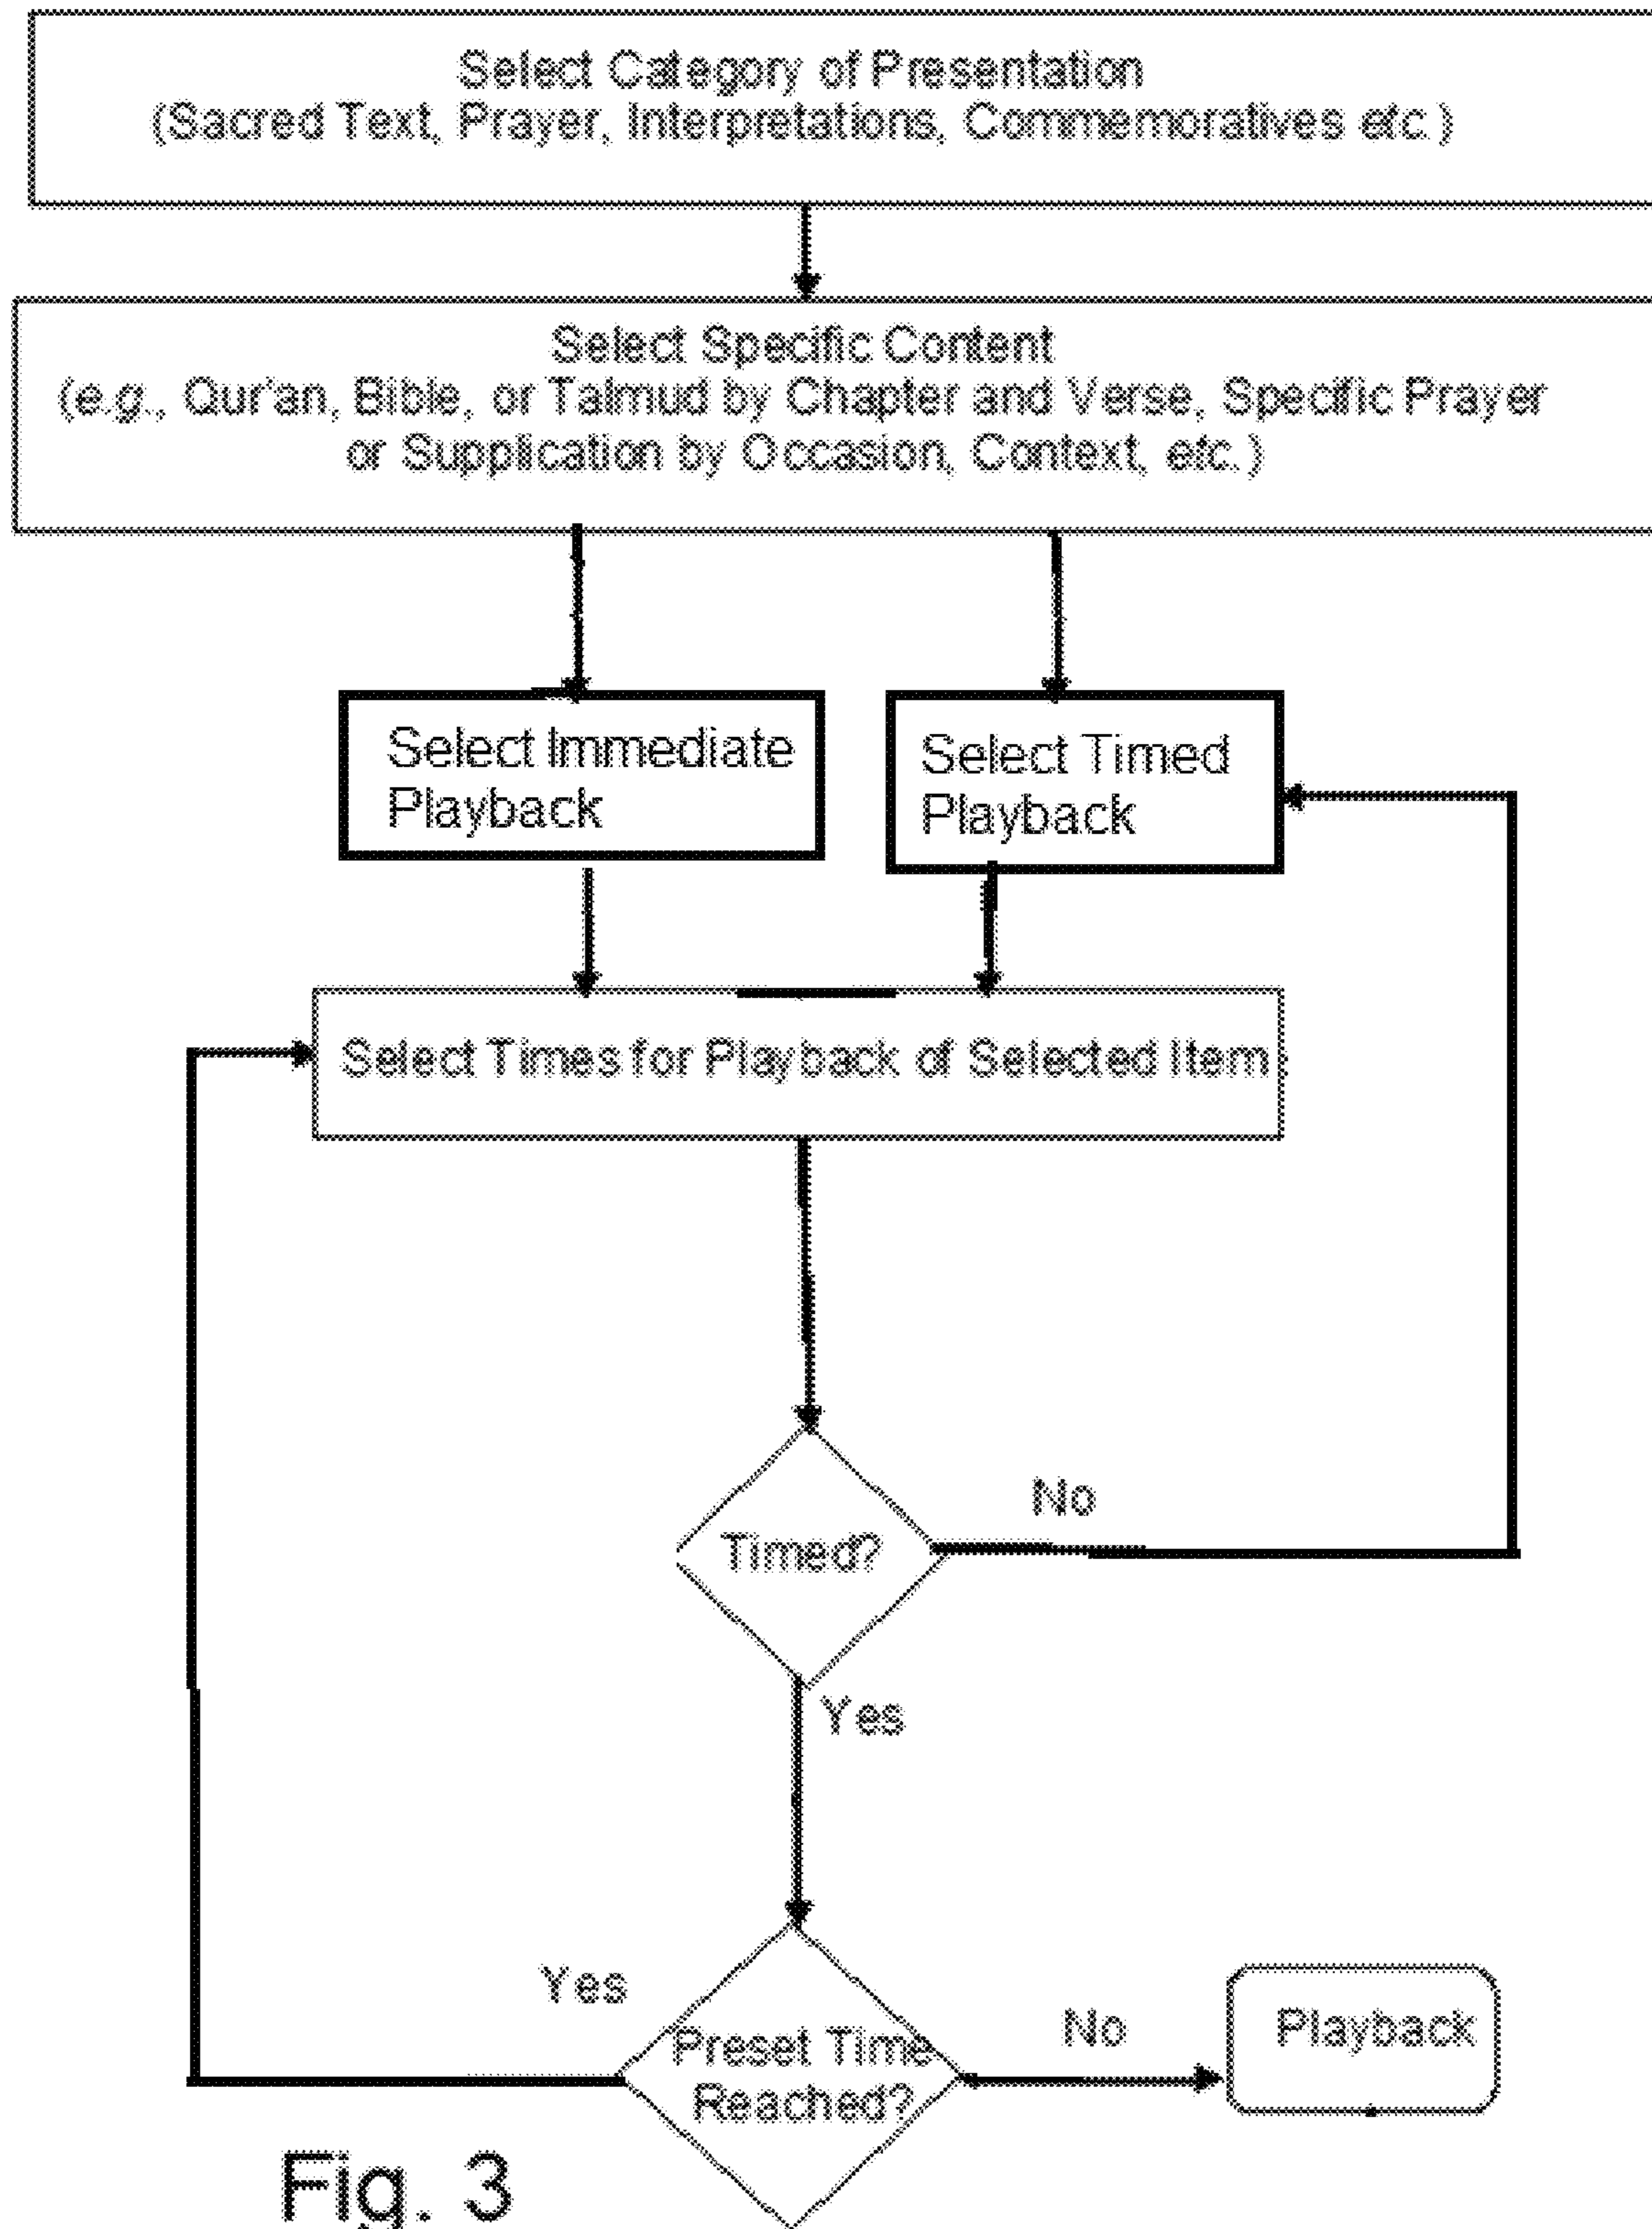 Select Category of Presentation
(Sacred Text, Prayer, Interpretations, Commemoratives etc.)
Select Specific Content
(e.g., Qur'an, Bible, or Talmud by Chapter and Verse, Specific Prayer
or Supplication by Occasion, Context, etc.)
Select Immediate
Playback
Select Timed
Playback
Select Times for Playback of Selected Item
Timed?
No
Yes
Yes
Preset Time
Reached?
No
Playback
Fig. 3